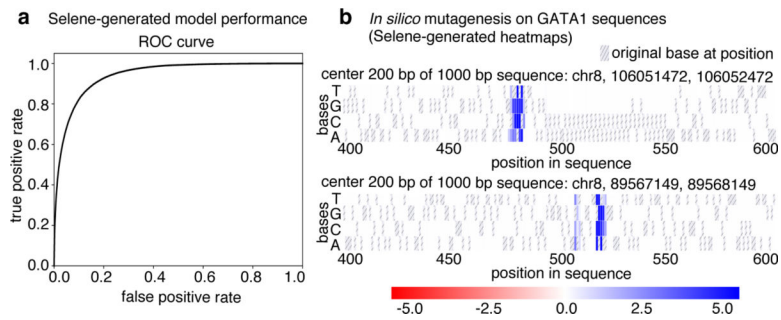 a Selene-generated model performance
ROC curve
true positive rate
1.0
0.8
0.6
0.4
0.2
0.0
0.0 0.2 0.4 0.6 0.8 1.0
false positive rate
b In silico mutagenesis on GATA1 sequences
(Selene-generated heatmaps)
original base at position
center 200 bp of 1000 bp sequence: chr8, 106051472, 106052472
bases
T
G
C
A
400 450 500 550 600
position in sequence
center 200 bp of 1000 bp sequence: chr8, 89567149, 89568149
bases
T
G
C
A
400 450 500 550 600
position in sequence
-5.0 -2.5 0.0 2.5 5.0